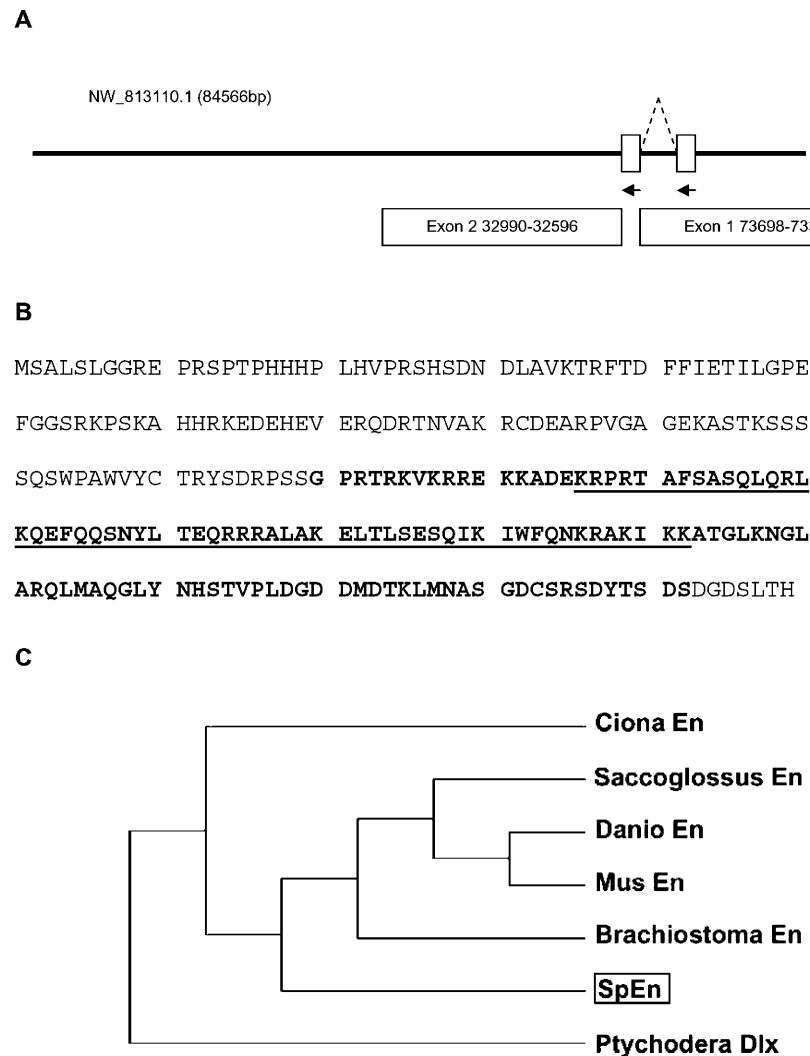 A
NW_813110.1 (84566bp)
Exon 2 32990-32596
Exon 1 73698-733
B
MSALSLGGRE PRSPTPHHHP LHVPRSHSDN DLAVKTRFTD FFIETILGPE
FGGSRKPSKA HHRKEDEHEV ERQDRTNVAK RCDEARPVGA GEKASTKSSS
SQSWPAWVYC TRYSDRPSSG PRTRKVKRRE KKADEKRPRT AFSASQLQRL
KQEFQQSNYL TEQRRRALAK ELTLSESQIK IWFQNKRAKI KKATGLKNGL
ARQLMAQGLY NHSTVPLDGD DMDTKLMNAS GDCSRSDYTS DSDGDSLTH
C
Ciona En
Saccoglossus En
Danio En
Mus En
Brachiostoma En
SpEn
Ptychodera Dlx